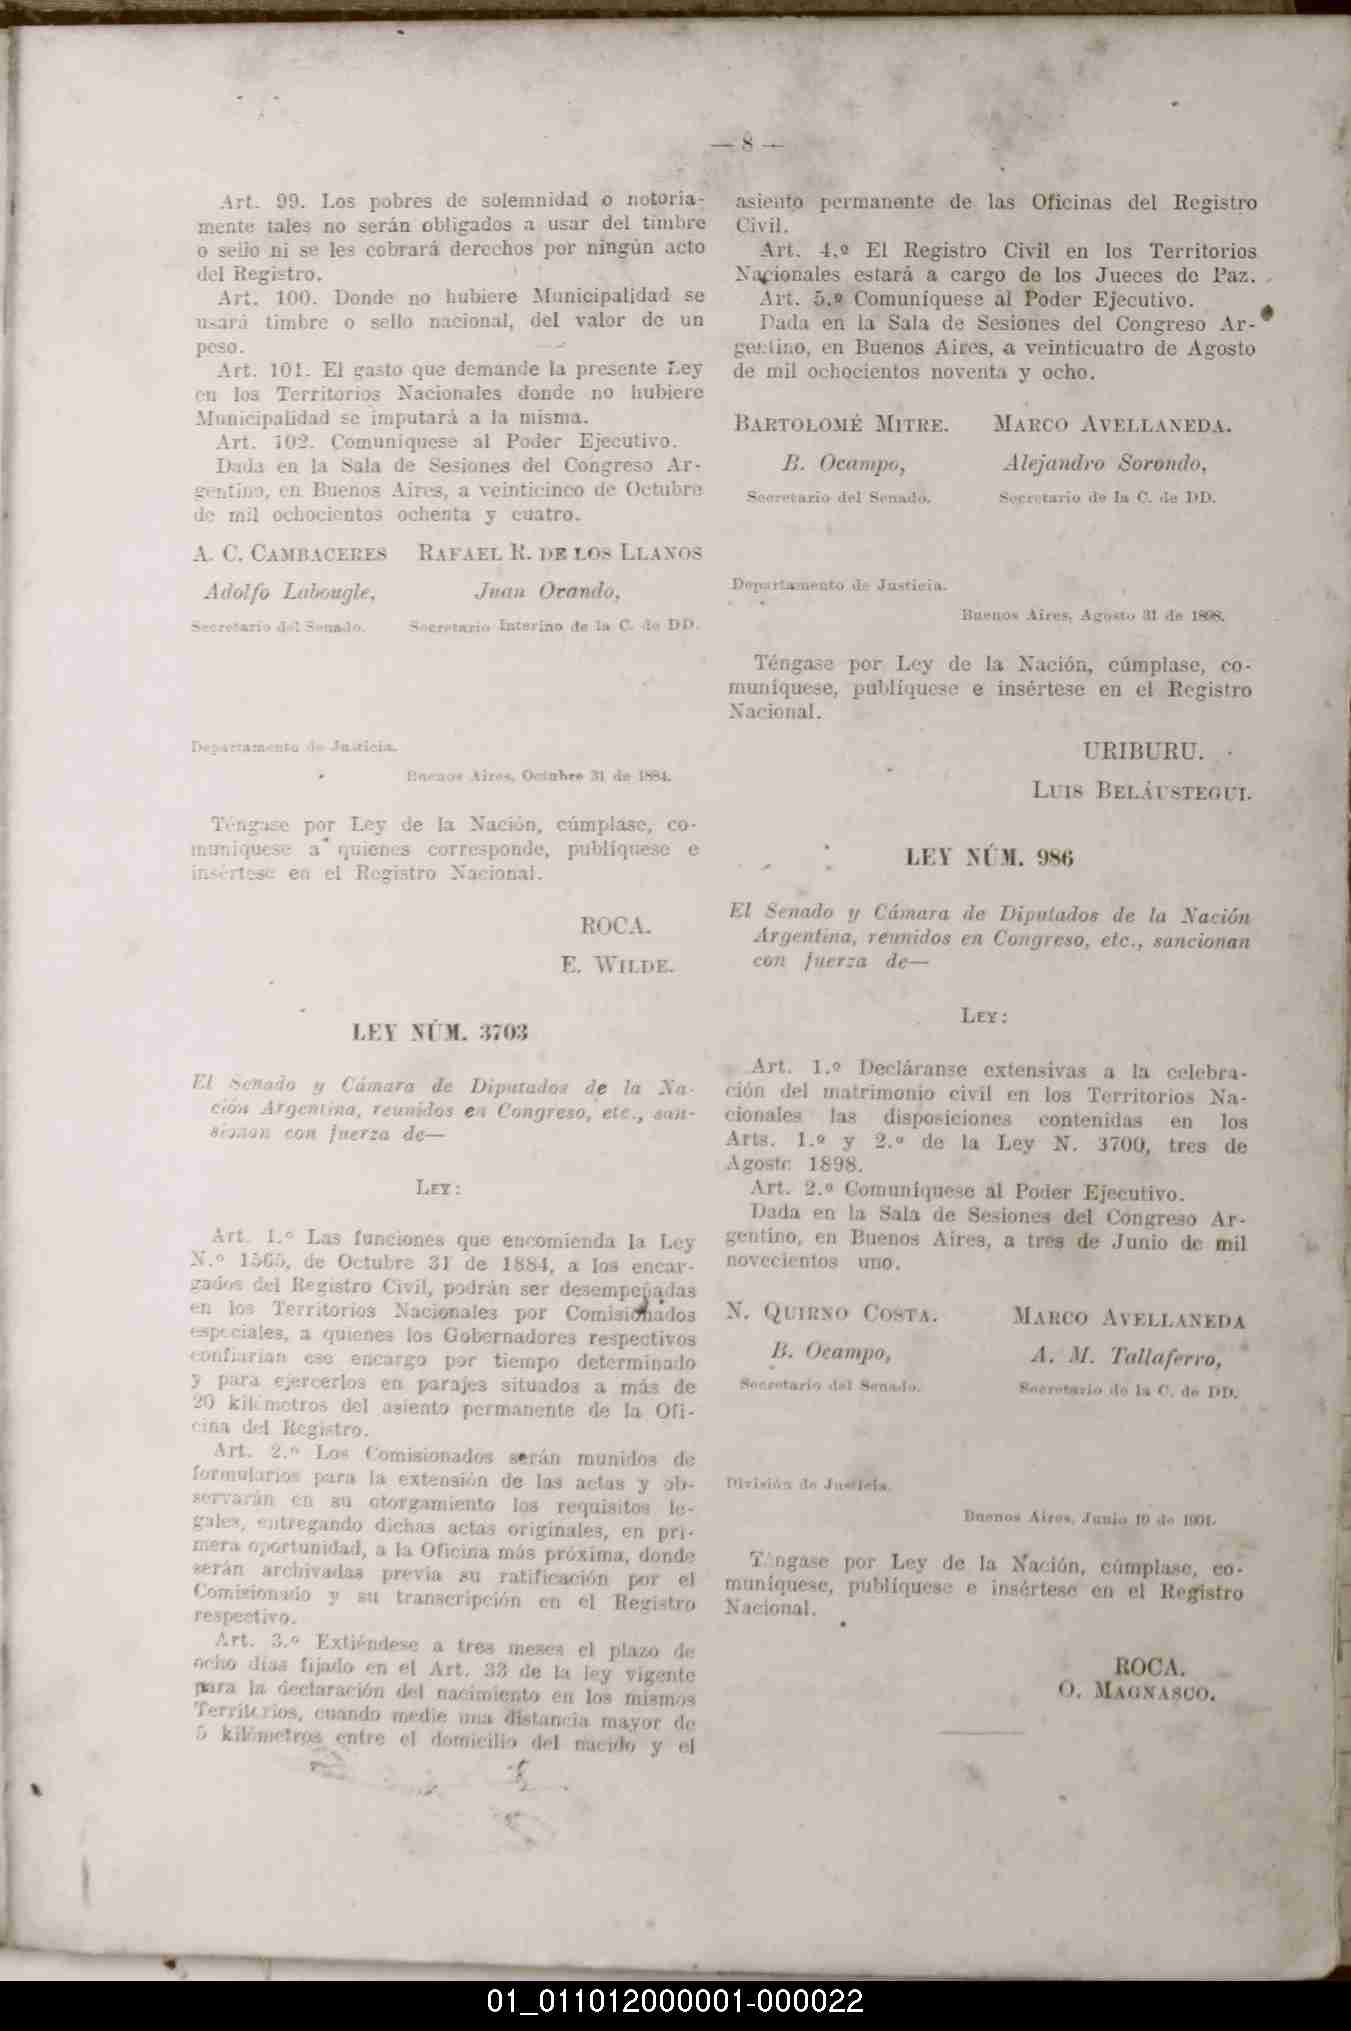 — 8 —
Art. 99. Los pobres de solemnidad o notoria-
mente tales no serán obligados a usar del timbre
o sello ni se les cobrará derechos por ningún acto
del Registro.
Art. 100. Donde no hubiere Municipalidad se
usará timbre o sello nacional, del valor de un
peso.
Art. 101. El gasto que demande la presente Ley
en los Territorios Nacionales donde no hubiere
Municipalidad se imputará a la misma.
Art. 102. Comuníquese al Poder Ejecutivo.
Dada en la Sala de Sesiones del Congreso Ar-
gentino, en Buenos Aires, a veinticinco de Octubre
de mil ochocientos ochenta y cuatro.
A. C. CAMBACERES RAFAEL R. DE LOS LLANOS
Adolfo Labougle, Juan Ovando,
Secretario del Senado. Secretario Interino de la C. de DD.
Departamento de Justicia.
Buenos Aires, Octubre 31 de 1884.
Téngase por Ley de la Nación, cúmplase, co-
muníquese a quienes corresponde, publíquese e
insértese en el Registro Nacional.
ROCA.
E. WILDE.
LEY NÚM. 3703
El Senado y Cámara de Diputados de la Na-
ción Argentina, reunidos en Congreso, etc., san-
sionan con fuerza de—
LEY:
Art. 1.º Las funciones que encomienda la Ley
N.º 1565, de Octubre 31 de 1884, a los encar-
gados del Registro Civil, podrán ser desempeñadas
en los Territorios Nacionales por Comisionados
especiales, a quienes los Gobernadores respectivos
confiarían ese encargo por tiempo determinado
y para ejercerlos en parajes situados a más de
20 kilómetros del asiento permanente de la Ofi-
cina del Registro.
Art. 2.º Los Comisionados serán munidos de
formularios para la extensión de las actas y ob-
servarán en su otorgamiento los requisitos le-
gales, entregando dichas actas originales, en pri-
mera oportunidad, a la Oficina más próxima, donde
serán archivadas previa su ratificación por el
Comisionado y su transcripción en el Registro
respectivo.
Art. 3.º Extiéndese a tres meses el plazo de
ocho días fijado en el Art. 33 de la ley vigente
para la declaración del nacimiento en los mismos
Territorios, cuando medie una distancia mayor de
5 kilómetros entre el domicilio del nacido y el
asiento permanente de las Oficinas del Registro
Civil.
Art. 4.º El Registro Civil en los Territorios
Nacionales estará a cargo de los Jueces de Paz.
Art. 5.º Comuníquese al Poder Ejecutivo.
Dada en la Sala de Sesiones del Congreso Ar-
gentino, en Buenos Aires, a veinticuatro de Agosto
de mil ochocientos noventa y ocho.
BARTOLOMÉ MITRE. MARCO AVELLANEDA.
B. Ocampo, Alejandro Sorondo,
Secretario del Senado. Secretario de la C. de DD.
Departamento de Justicia.
Buenos Aires, Agosto 31 de 1898.
Téngase por Ley de la Nación, cúmplase, co-
muníquese, publíquese e insértese en el Registro
Nacional.
URIBURU.
LUIS BELÁUSTEGUI.
LEY NÚM. 986
El Senado y Cámara de Diputados de la Nación
Argentina, reunidos en Congreso, etc., sancionan
con fuerza de—
LEY:
Art. 1.º Decláranse extensivas a la celebra-
ción del matrimonio civil en los Territorios Na-
cionales las disposiciones contenidas en los
Arts. 1.º y 2.º de la Ley N. 3700, tres de
Agosto 1898.
Art. 2.º Comuníquese al Poder Ejecutivo.
Dada en la Sala de Sesiones del Congreso Ar-
gentino, en Buenos Aires, a tres de Junio de mil
novecientos uno.
N. QUIRNO COSTA. MARCO AVELLANEDA
B. Ocampo, A. M. Tallaferro,
Secretario del Senado. Secretario de la C. de DD.
División de Justicia.
Buenos Aires, Junio 10 de 1901.
Téngase por Ley de la Nación, cúmplase, co-
muníquese, publíquese e insértese en el Registro
Nacional.
ROCA.
O. MAGNASCO.
01_011012000001-000022